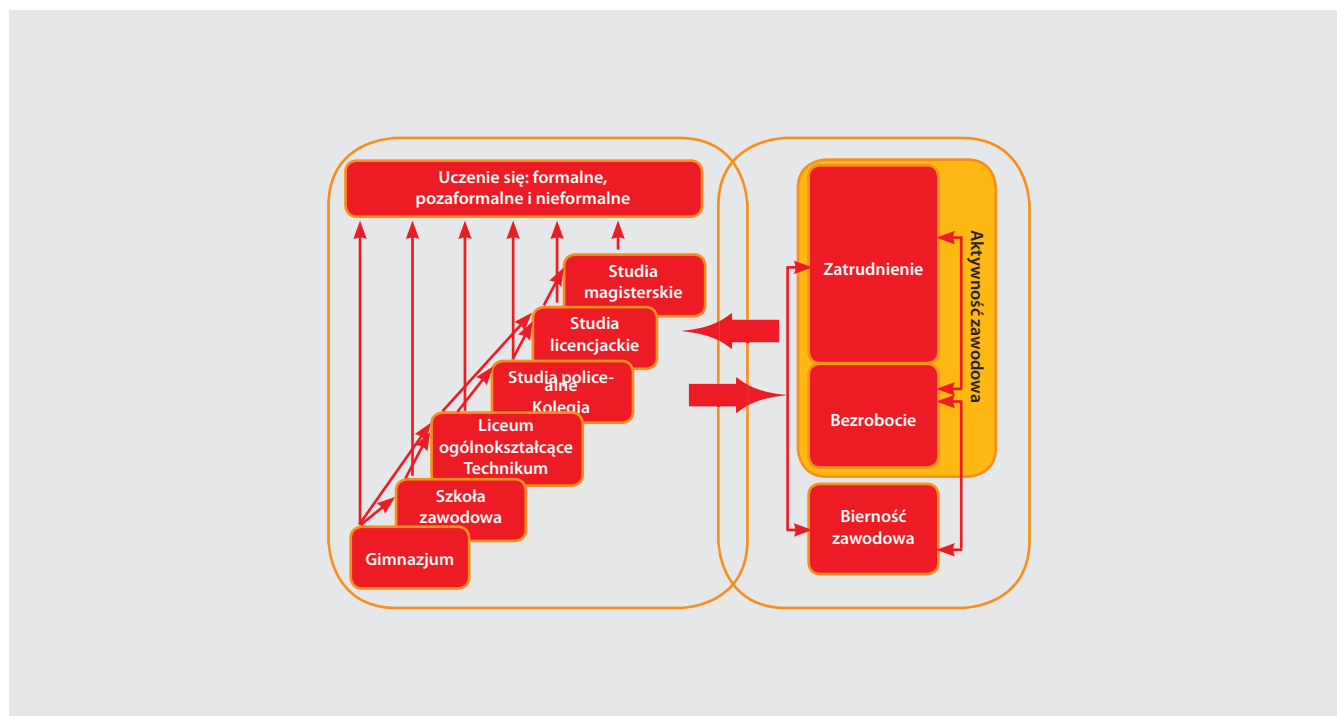 Uczenie się: formalne,
pozaformalne i nieformalne
Studia
magisterskie
Studia
licencjackie
Studia police-
alne
Kolegia
Liceum
ogólnokształcące
Technikum
Szkoła
zawodowa
Gimnazjum
Zatrudnienie
Bezrobocie
Aktywność zawodowa
Bierność
zawodowa